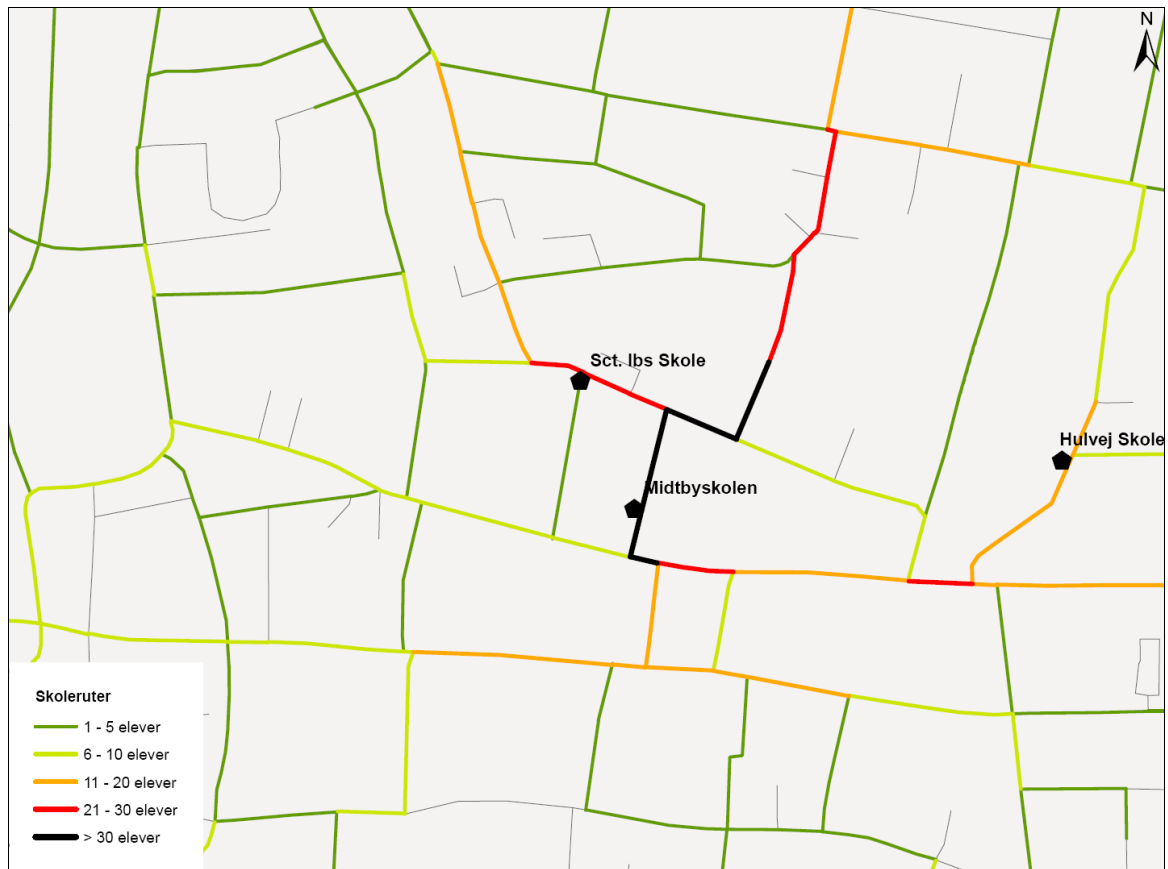 N
Sct. Ibs Skole
Hulvej Skole
Midtbyskolen
Skoleruter
1 - 5 elever
6 - 10 elever
11 - 20 elever
21 - 30 elever
> 30 elever